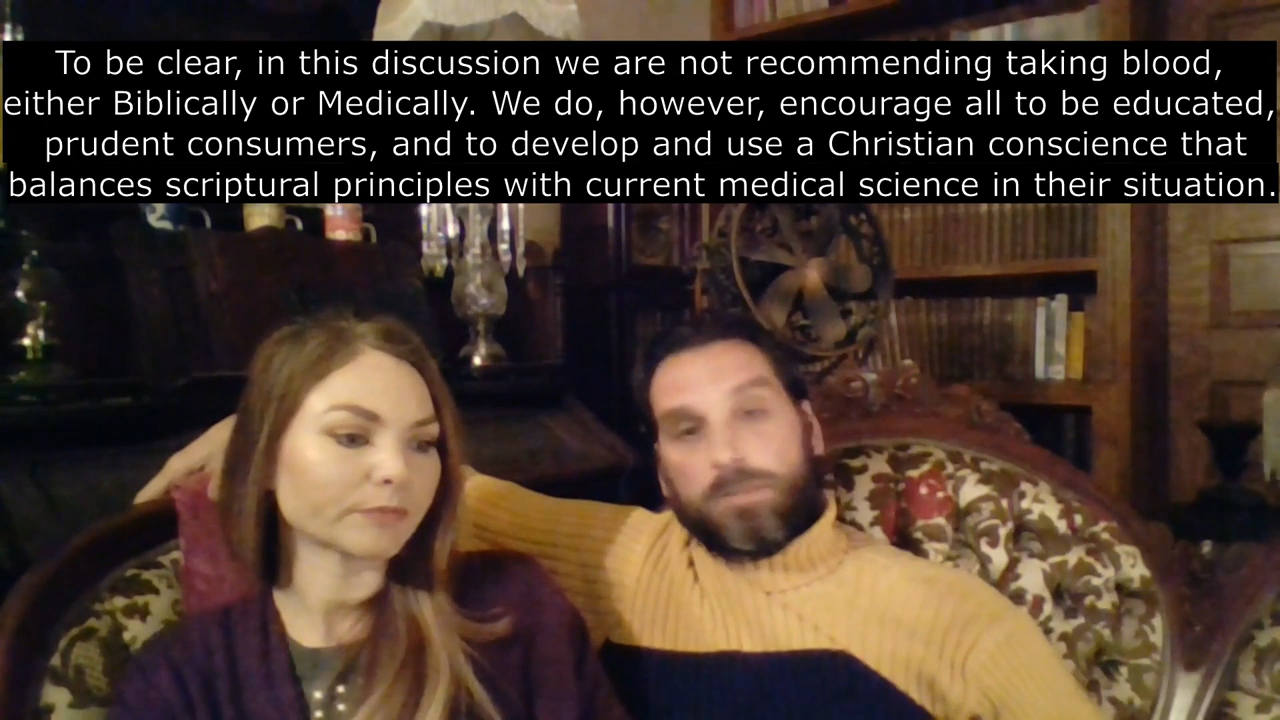 To be clear, in this discussion we are not recommending taking blood,
either Biblically or Medically. We do, however, encourage all to be educated,
prudent consumers, and to develop and use a Christian conscience that
balances scriptural principles with current medical science in their situation.